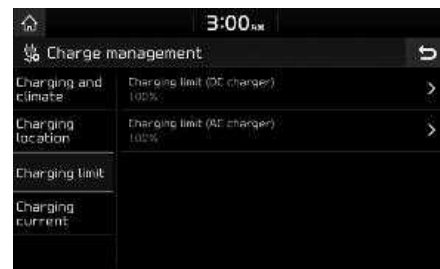 3:00 AM
Charge management
Charging and
climate
Charging limit (DC charger)
100%
Charging
location
Charging limit (AC charger)
100%
Charging limit
Charging
current